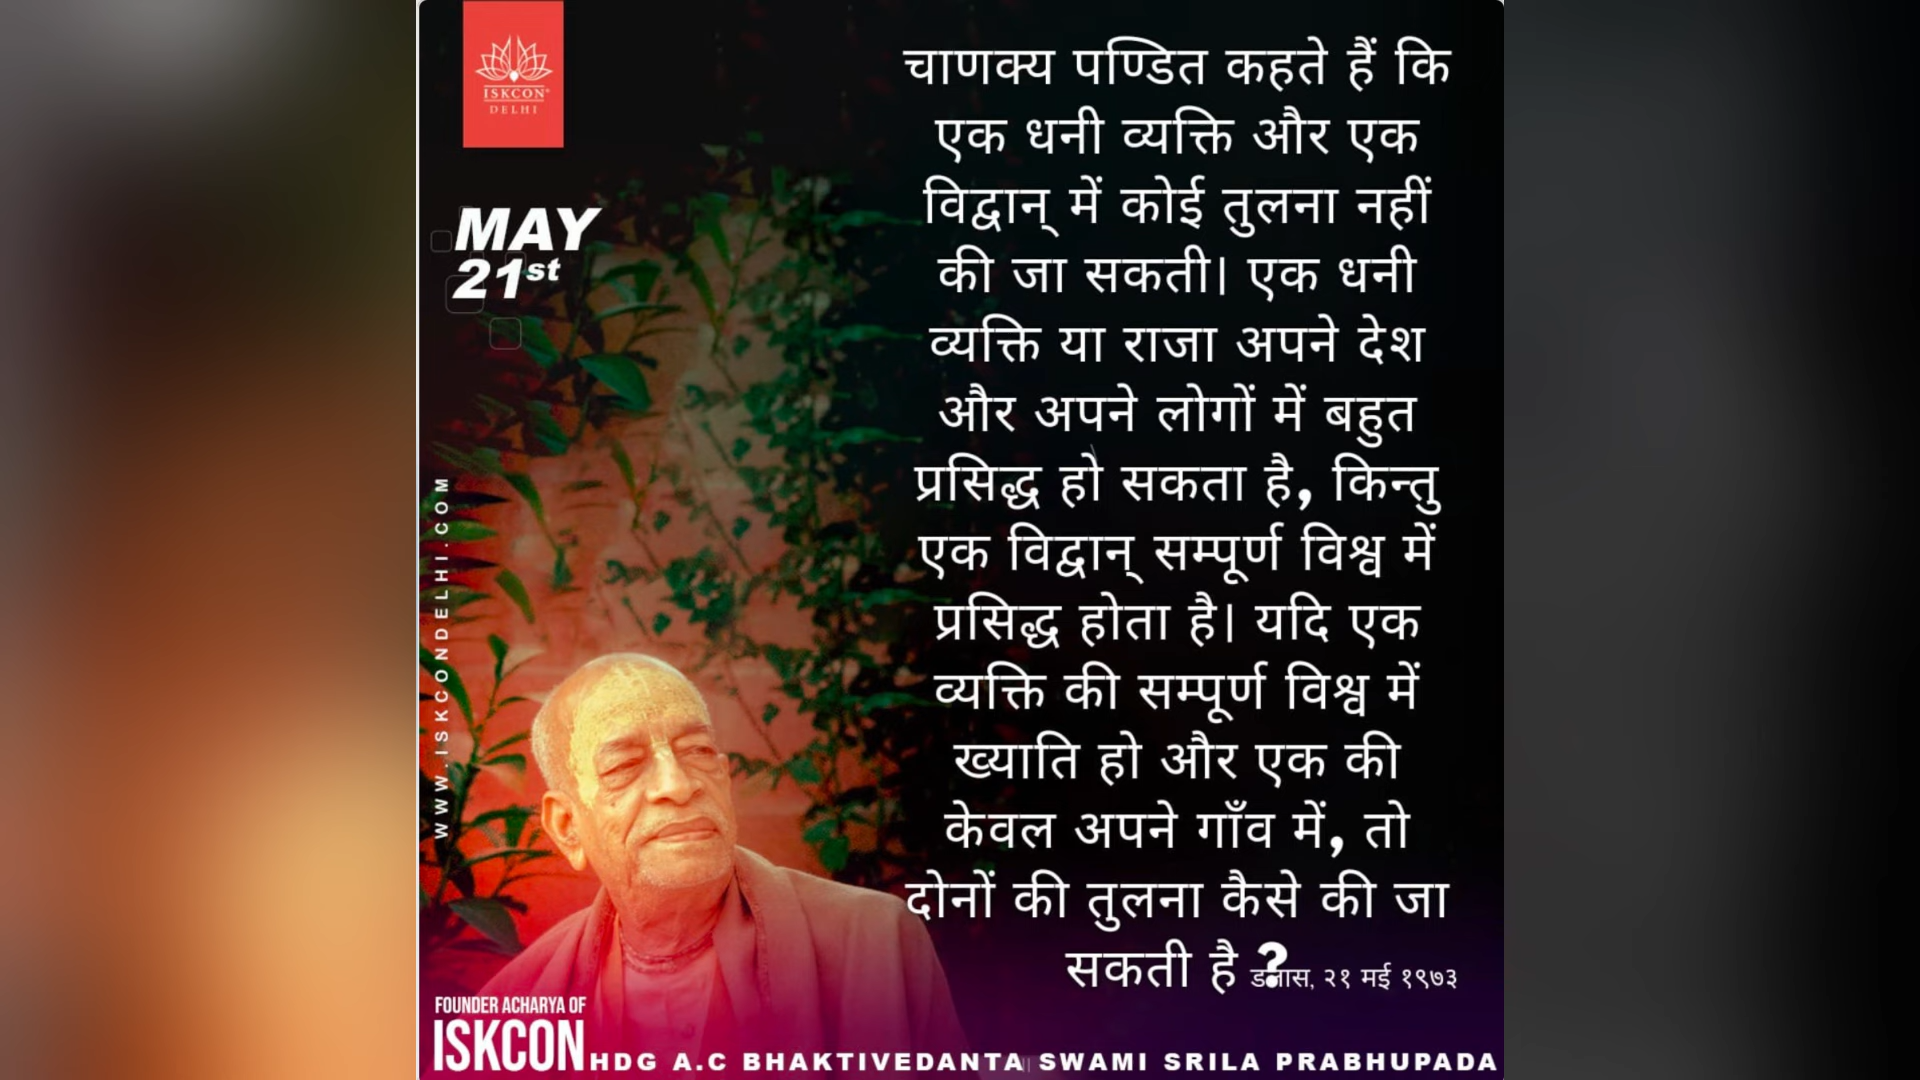 ISKCON®
DELHI
MAY
21st
WWW.ISKCONDELHI.COM
चाणक्य पण्डित कहते हैं कि
एक धनी व्यक्ति और एक
विद्वान् में कोई तुलना नहीं
की जा सकती। एक धनी
व्यक्ति या राजा अपने देश
और अपने लोगों में बहुत
प्रसिद्ध हो सकता है, किन्तु
एक विद्वान् सम्पूर्ण विश्व में
प्रसिद्ध होता है। यदि एक
व्यक्ति की सम्पूर्ण विश्व में
ख्याति हो और एक की
केवल अपने गाँव में, तो
दोनों की तुलना कैसे की जा
सकती है ?
२१ मई १९७३
FOUNDER ACHARYA OF
ISKCON
HDG A.C BHAKTIVEDANTA SWAMI SRILA PRABHUPADA